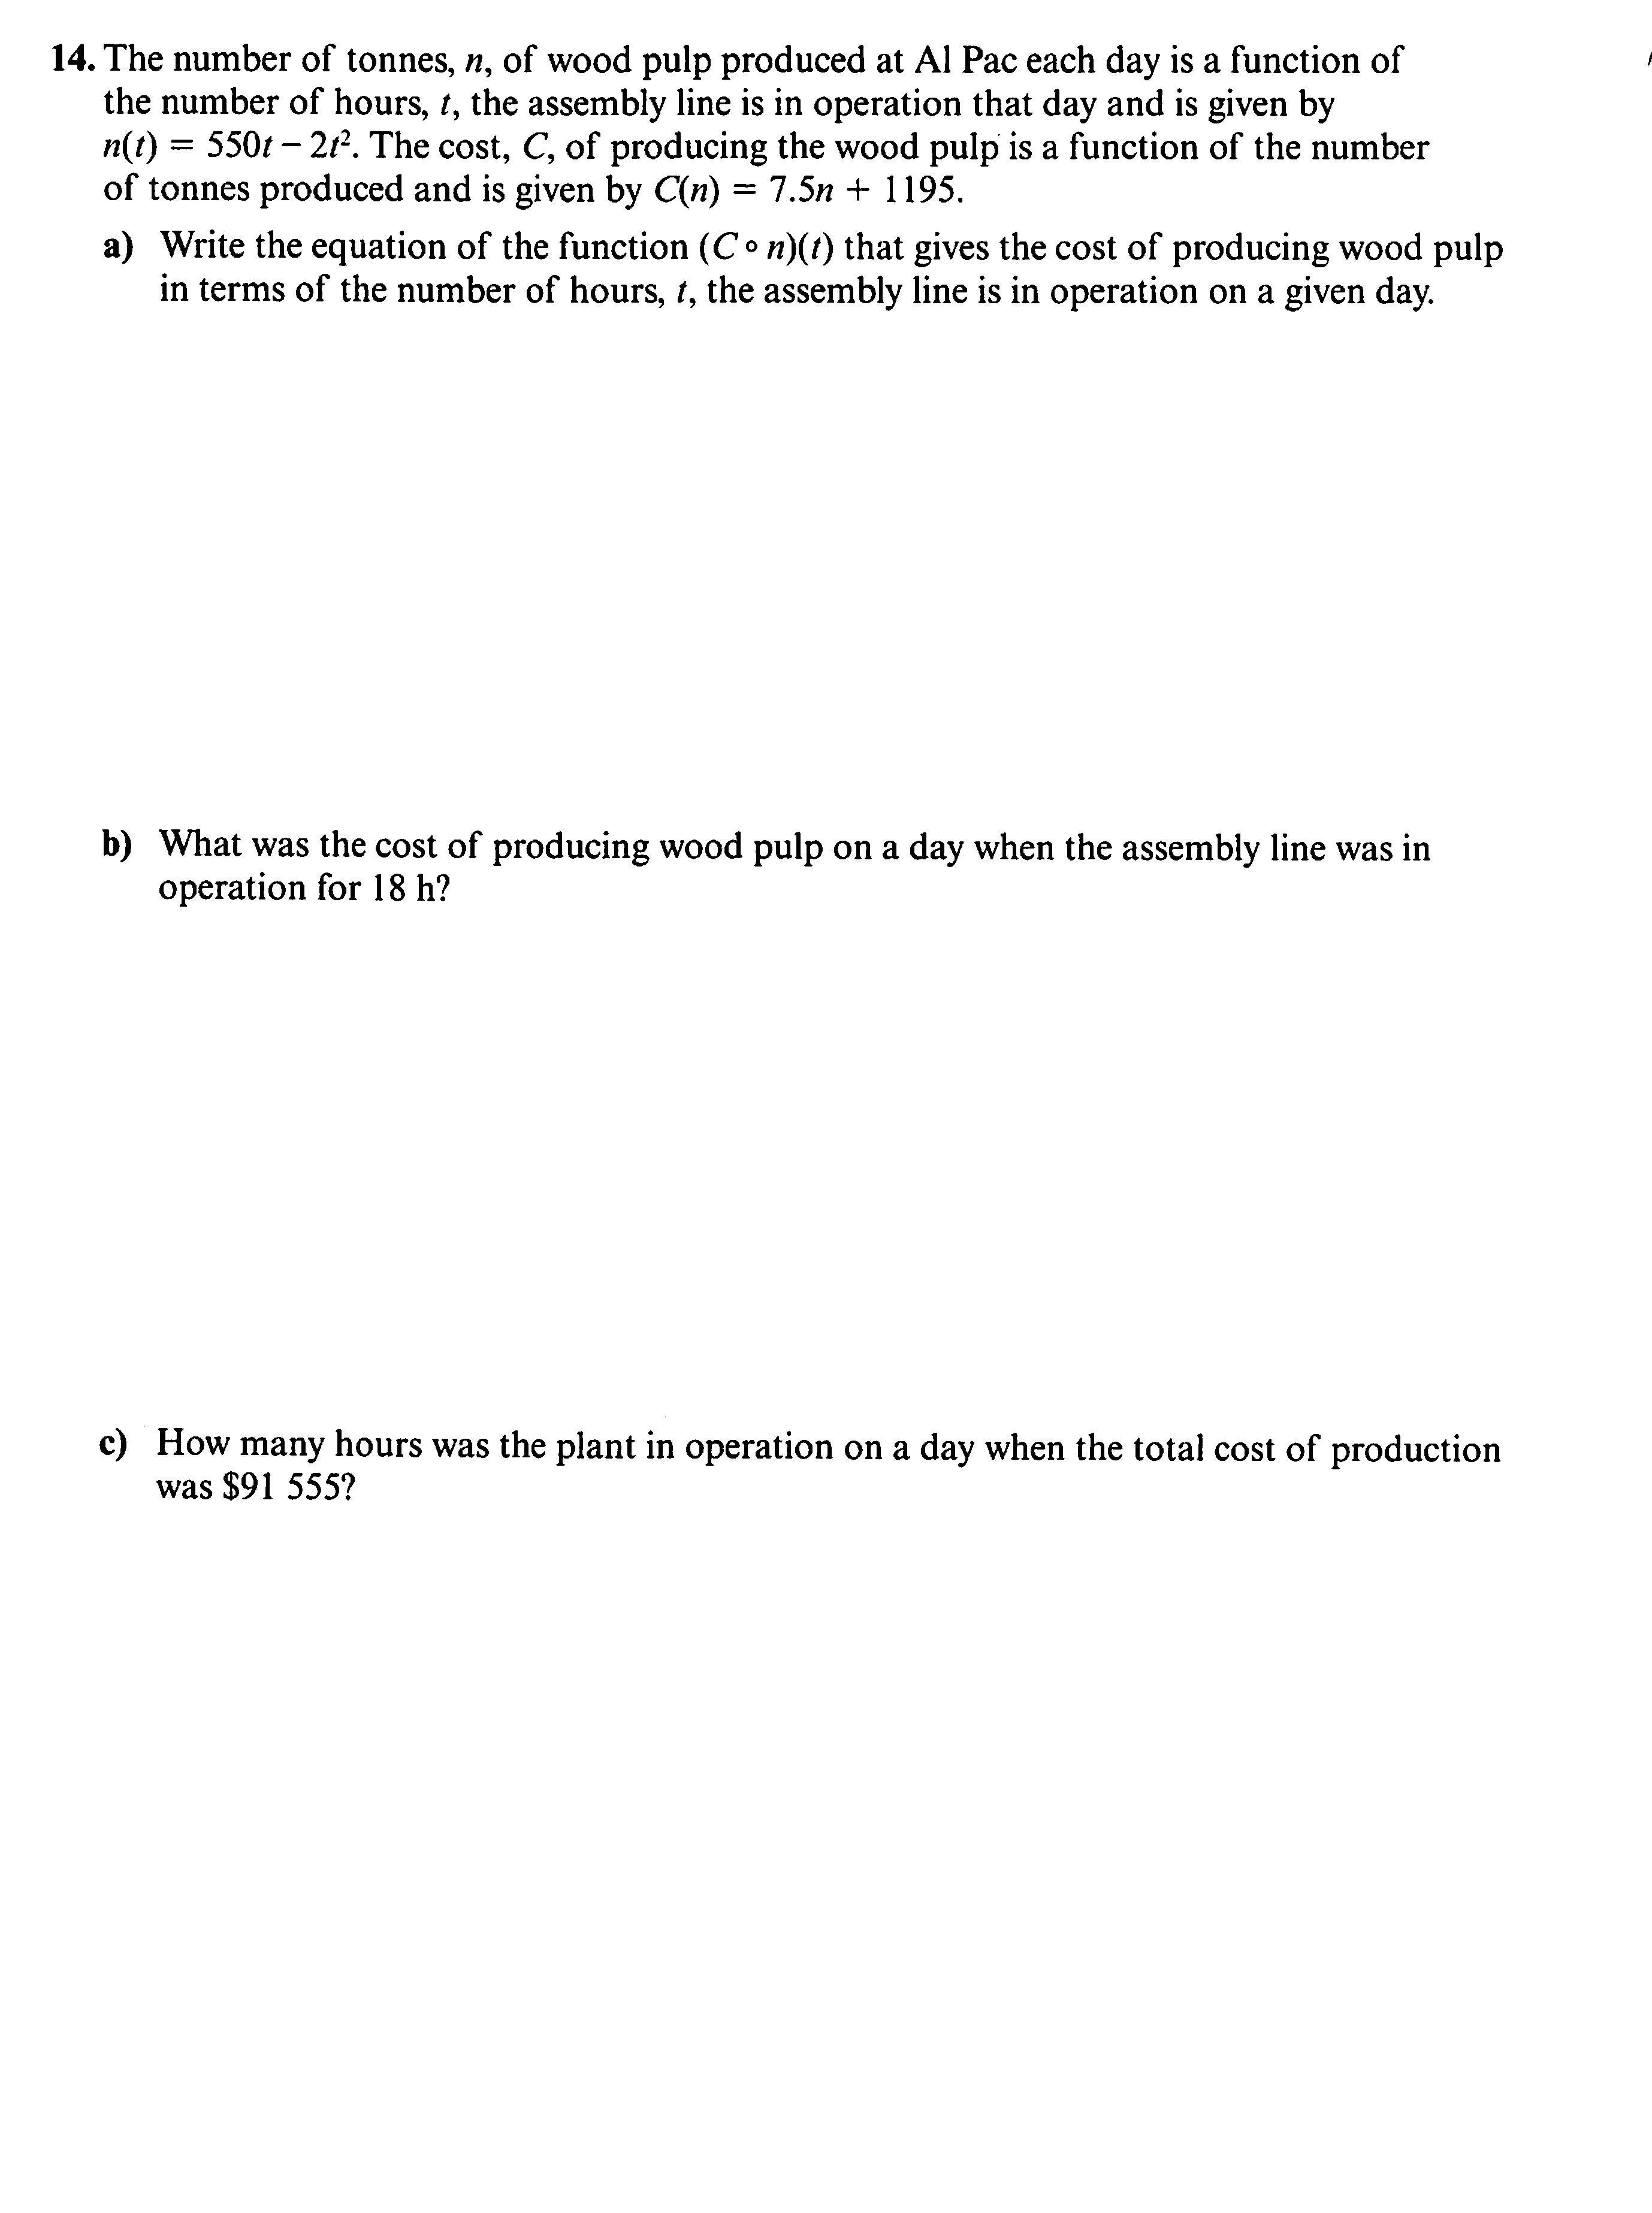 14. The number of tonnes, n, of wood pulp produced at Al Pac each day is a function of
the number of hours, t, the assembly line is in operation that day and is given by
n(t) = 550t – 2t². The cost, C, of producing the wood pulp is a function of the number
of tonnes produced and is given by C(n) = 7.5n + 1195.
a) Write the equation of the function (C ∘ n)(t) that gives the cost of producing wood pulp
in terms of the number of hours, t, the assembly line is in operation on a given day.
b) What was the cost of producing wood pulp on a day when the assembly line was in
operation for 18 h?
c) How many hours was the plant in operation on a day when the total cost of production
was $91 555?